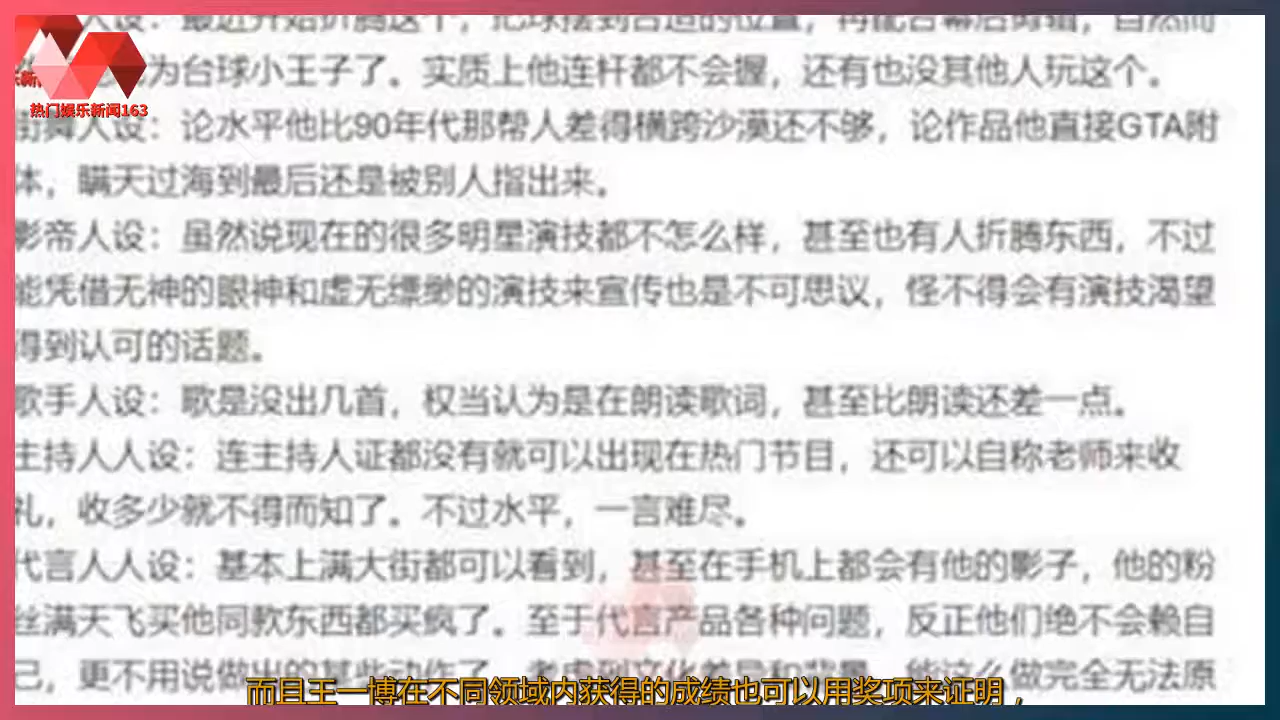 人设：最近开始折腾这个，把球摆到合适的位置，再配合幕后剪辑，自然而
为台球小王子了。实质上他连杆都不会握，还有也没其他人玩这个。
热门娱乐新闻163
街舞人设：论水平他比90年代那帮人差得横跨沙漠还不够，论作品他直接GTA附
体，瞒天过海到最后还是被别人指出来。
影帝人设：虽然说现在的很多明星演技都不怎么样，甚至也有人折腾东西，不过
能凭借无神的眼神和虚无缥缈的演技来宣传也是不可思议，怪不得会有演技渴望
得到认可的话题。
歌手人设：歌是没出几首，权当认为是在朗读歌词，甚至比朗读还差一点。
主持人人设：连主持人证都没有就可以出现在热门节目，还可以自称老师来收
礼，收多少就不得而知了。不过水平，一言难尽。
代言人人设：基本上满大街都可以看到，甚至在手机上都会有他的影子，他的粉
丝满天飞买他同款东西都买疯了。至于代言产品各种问题，反正他们绝不会赖自
己，更不用说做出的某些动作了，考虑到文化差异和背景，他这么做完全无法原
而且王一博在不同领域内获得的成绩也可以用奖项来证明，